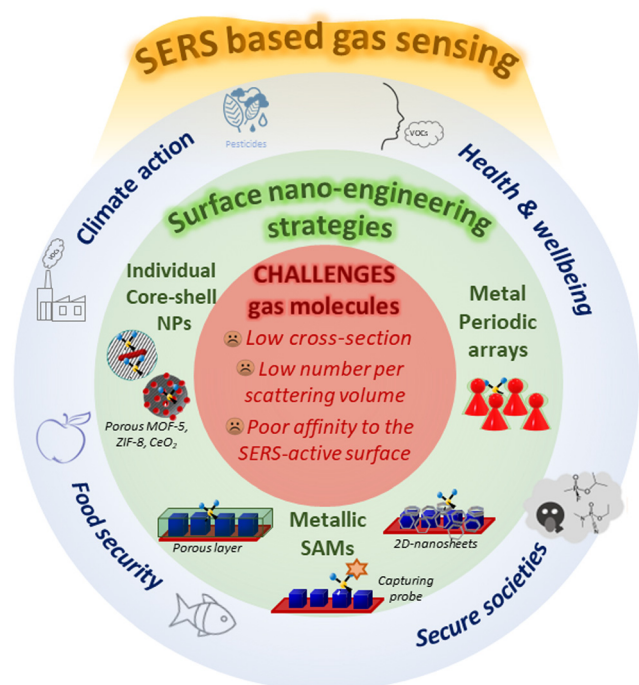 SERS based gas sensing
Pesticides
VOCs
Climate action
Health & wellbeing
VOCs
Surface nano-engineering
strategies
Individual
Core-shell
NPs
Porous MOF-5,
ZIF-8, CeO₂
CHALLENGES
gas molecules
Low cross-section
Low number per
scattering volume
Poor affinity to the
SERS-active surface
Metal
Periodic
arrays
Porous layer
Metallic
SAMs
2D-nanosheets
Capturing
probe
Food security
Secure societies